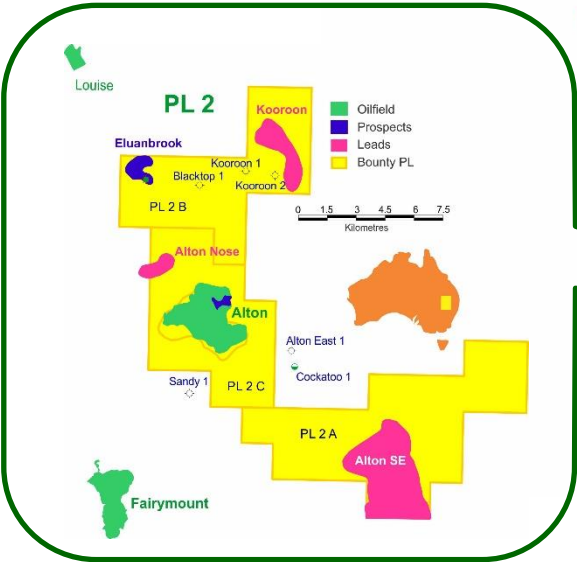 Louise
PL 2
Kooroon
Oilfield
Prospects
Leads
Bounty PL
Eluanbrook
Kooroon 1
Blacktop 1
Kooroon 2
PL 2 B
0 1.5 3 4.5 6 7.5
Kilometres
Alton Nose
Alton
Alton East 1
Cockatoo 1
Sandy 1
PL 2 C
PL 2 A
Alton SE
Fairymount